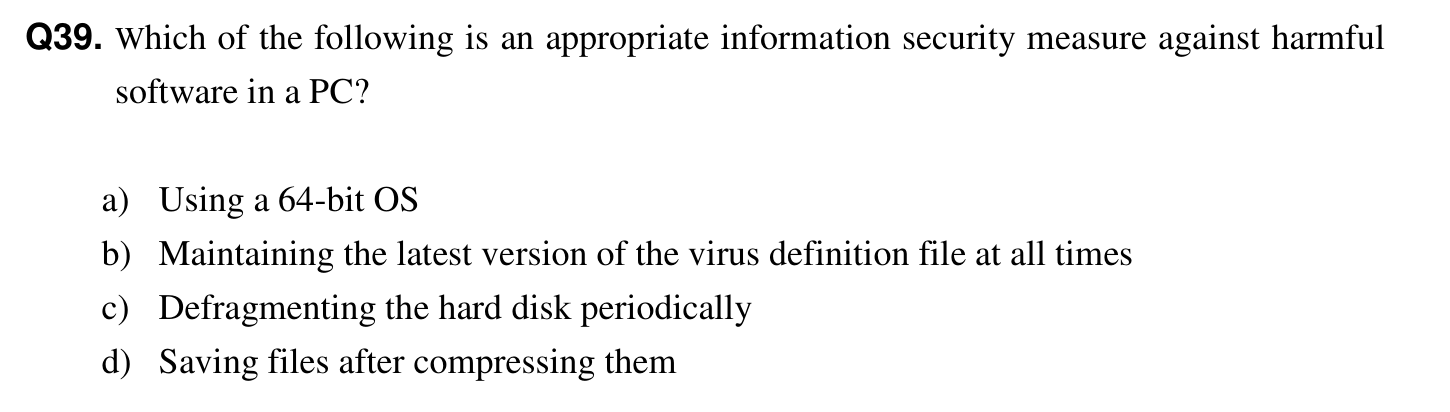 Q39. Which of the following is an appropriate information security measure against harmful
software in a PC?
a) Using a 64-bit OS
b) Maintaining the latest version of the virus definition file at all times
c) Defragmenting the hard disk periodically
d) Saving files after compressing them